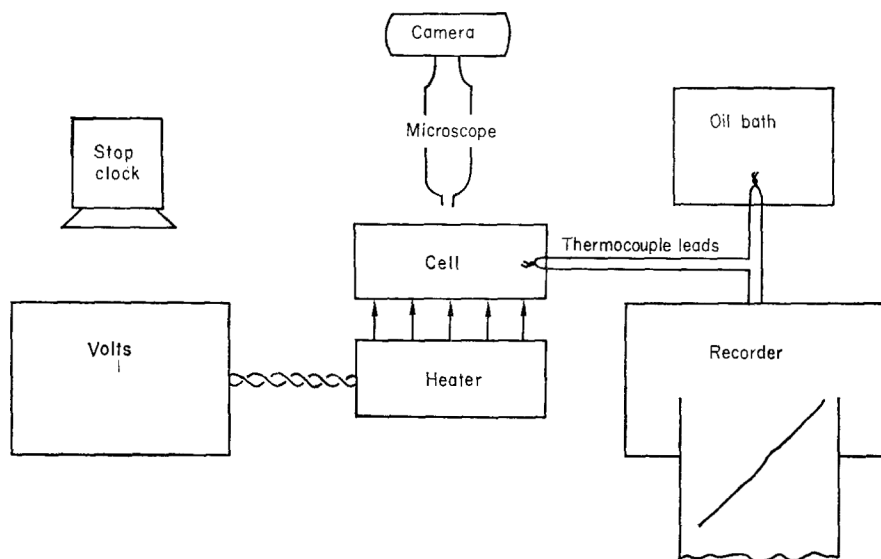 Camera
Microscope
Oil bath
Stop
clock
Thermocouple leads
Cell
Volts
Heater
Recorder